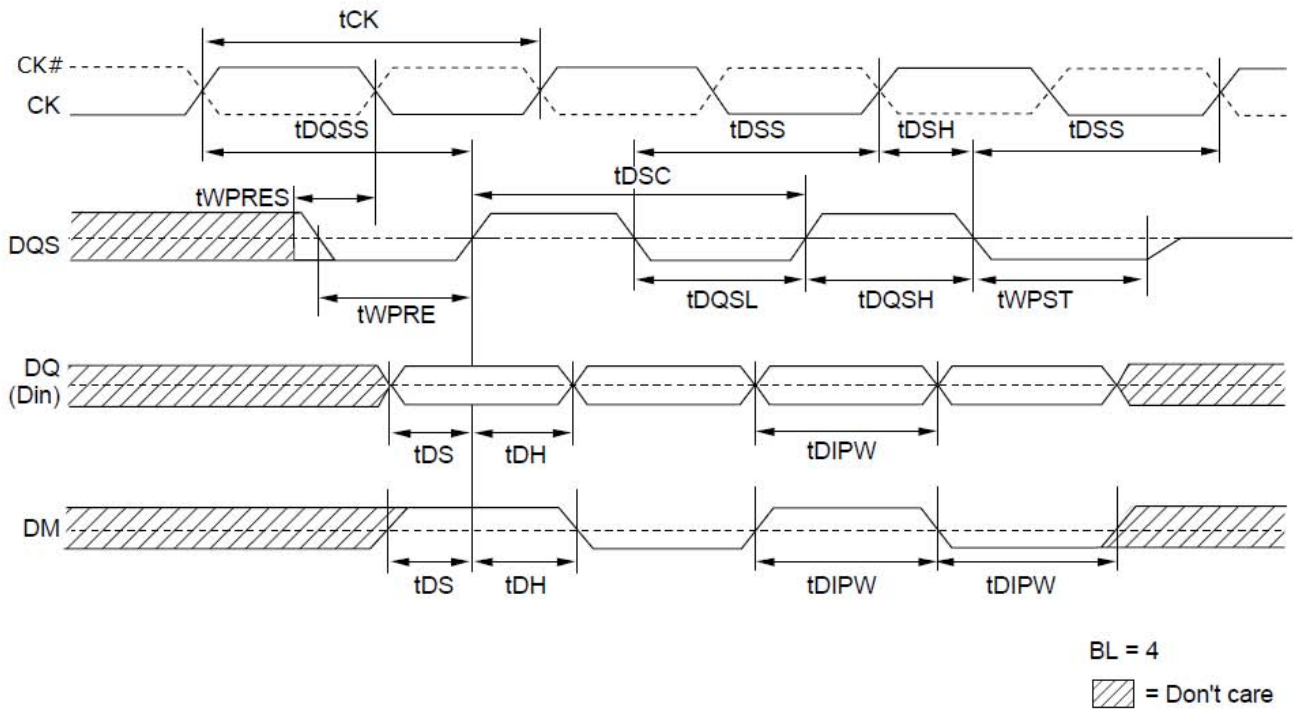 tCK
CK#
CK
tDQSS
tDSS
tDSH
tDSS
tWPRES
tDSC
DQS
tWPRE
tDQSL
tDQSH
tWPST
DQ
(Din)
tDS
tDH
tDIPW
DM
tDS
tDH
tDIPW
tDIPW
BL = 4
= Don't care